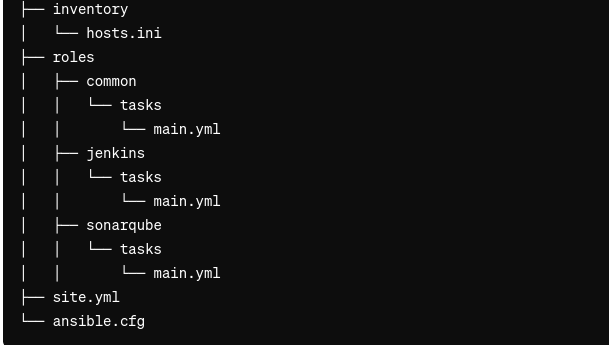 ├── inventory
│   └── hosts.ini
├── roles
│   ├── common
│   │   └── tasks
│   │       └── main.yml
│   ├── jenkins
│   │   └── tasks
│   │       └── main.yml
│   ├── sonarqube
│   │   └── tasks
│   │       └── main.yml
├── site.yml
└── ansible.cfg